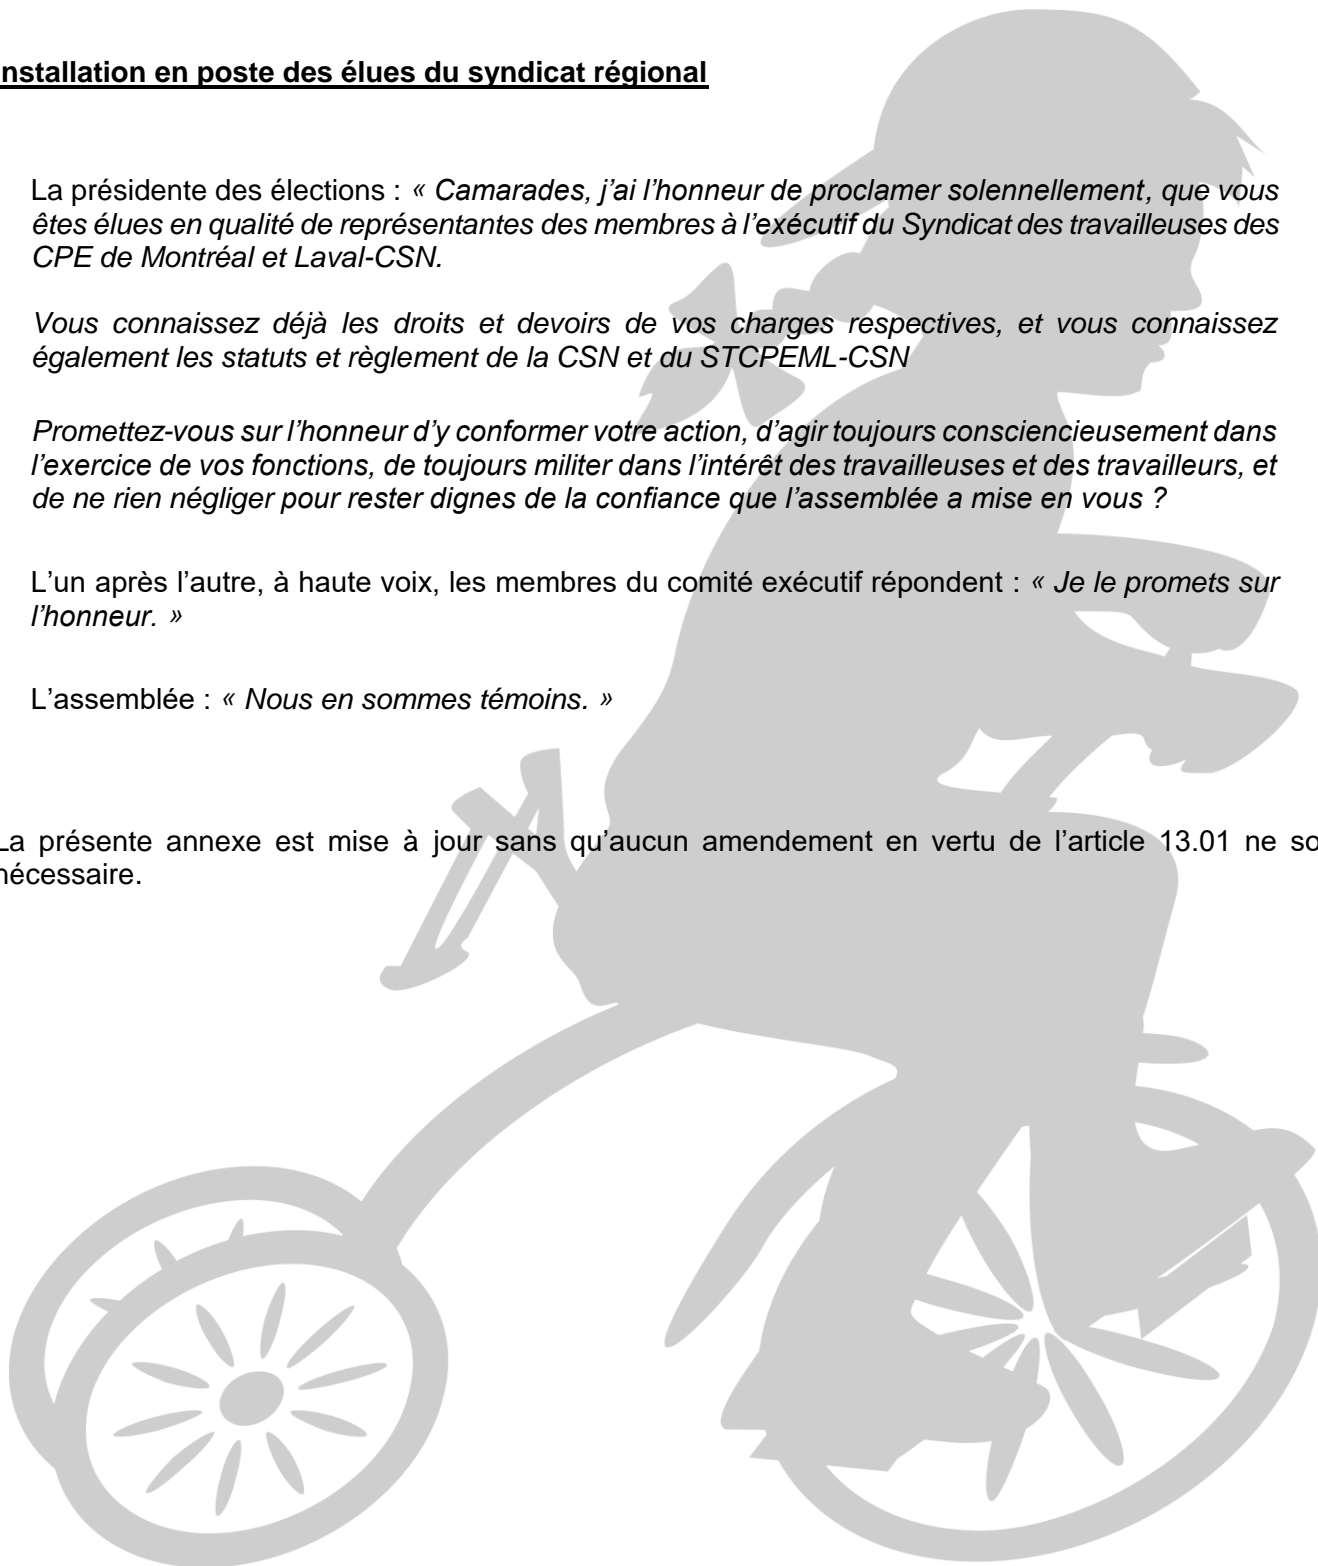 nstallation en poste des élues du syndicat régional
La présidente des élections : « Camarades, j’ai l’honneur de proclamer solennellement, que vous
êtes élues en qualité de représentantes des membres à l’exécutif du Syndicat des travailleuses des
CPE de Montréal et Laval-CSN.
Vous connaissez déjà les droits et devoirs de vos charges respectives, et vous connaissez
également les statuts et règlement de la CSN et du STCPEML-CSN
Promettez-vous sur l’honneur d’y conformer votre action, d’agir toujours consciencieusement dans
l’exercice de vos fonctions, de toujours militer dans l’intérêt des travailleuses et des travailleurs, et
de ne rien négliger pour rester dignes de la confiance que l’assemblée a mise en vous ?
L’un après l’autre, à haute voix, les membres du comité exécutif répondent : « Je le promets sur
l’honneur. »
L’assemblée : « Nous en sommes témoins. »
La présente annexe est mise à jour sans qu’aucun amendement en vertu de l’article 13.01 ne so
nécessaire.